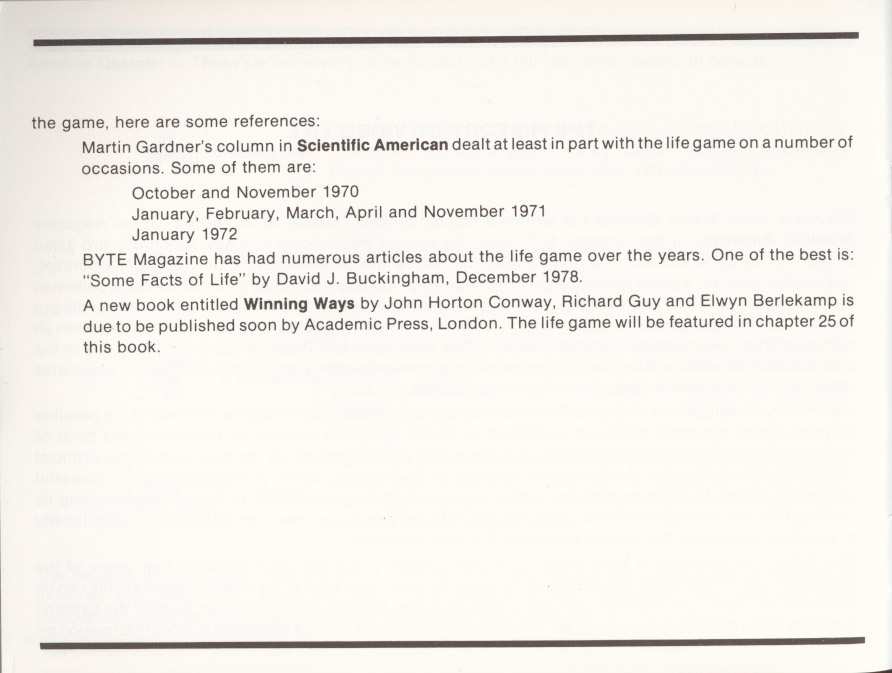 the game, here are some references:
Martin Gardner's column in Scientific American dealt at least in part with the life game on a number of
occasions. Some of them are:
October and November 1970
January, February, March, April and November 1971
January 1972
BYTE Magazine has had numerous articles about the life game over the years. One of the best is:
"Some Facts of Life" by David J. Buckingham, December 1978.
A new book entitled Winning Ways by John Horton Conway, Richard Guy and Elwyn Berlekamp is
due to be published soon by Academic Press, London. The life game will be featured in chapter 25 of
this book.